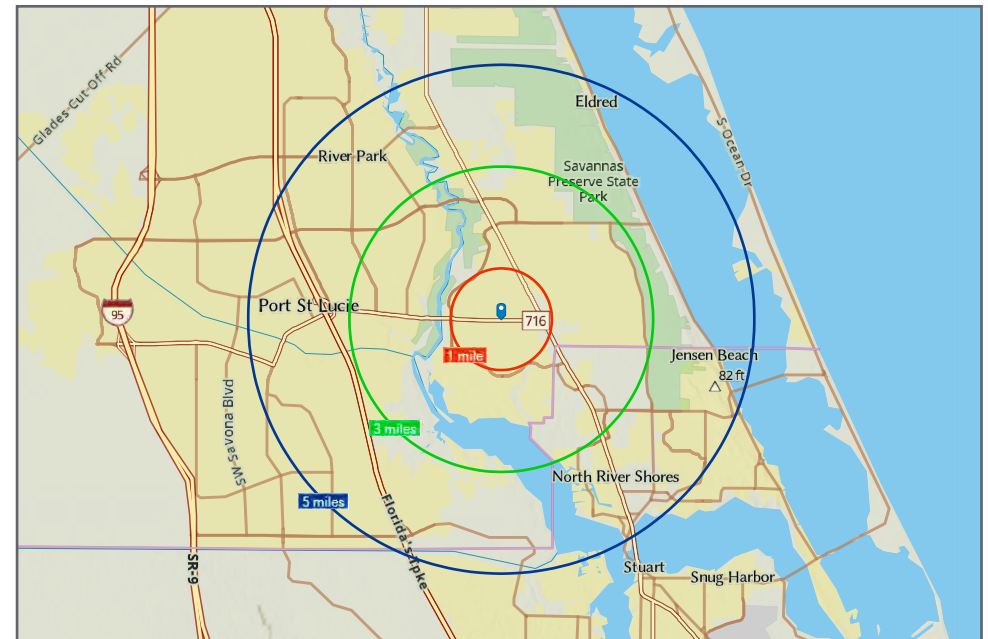 Glades Cut-Off Rd
Eldred
S Ocean Dr
River Park
Savannas
Preserve State
Park
Port St Lucie
95
716
1 mile
Jensen Beach
82 ft
SW Savona Blvd
3 miles
North River Shores
5 miles
Florida's Tpke
SR-9
Stuart
Snug Harbor